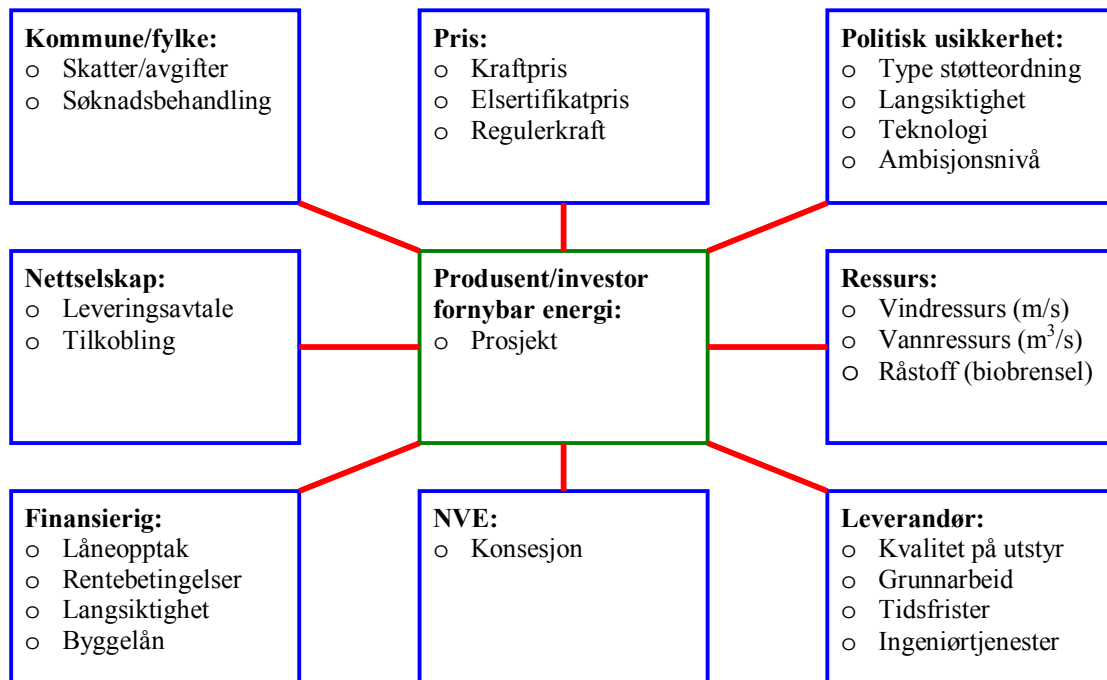 Kommune/fylke:
o Skatter/avgifter
o Søknadsbehandling
Pris:
o Kraftpris
o Elsertifikatpris
o Regulerkraft
Politisk usikkerhet:
o Type støtteordning
o Langsiktighet
o Teknologi
o Ambisjonsnivå
Nettselskap:
o Leveringsavtale
o Tilkobling
Produsent/investor
fornybar energi:
o Prosjekt
Ressurs:
o Vindressurs (m/s)
o Vannressurs (m³/s)
o Råstoff (biobrensel)
Finansierig:
o Låneopptak
o Rentebetingelser
o Langsiktighet
o Byggelån
NVE:
o Konsesjon
Leverandør:
o Kvalitet på utstyr
o Grunnarbeid
o Tidsfrister
o Ingeniørtjenester